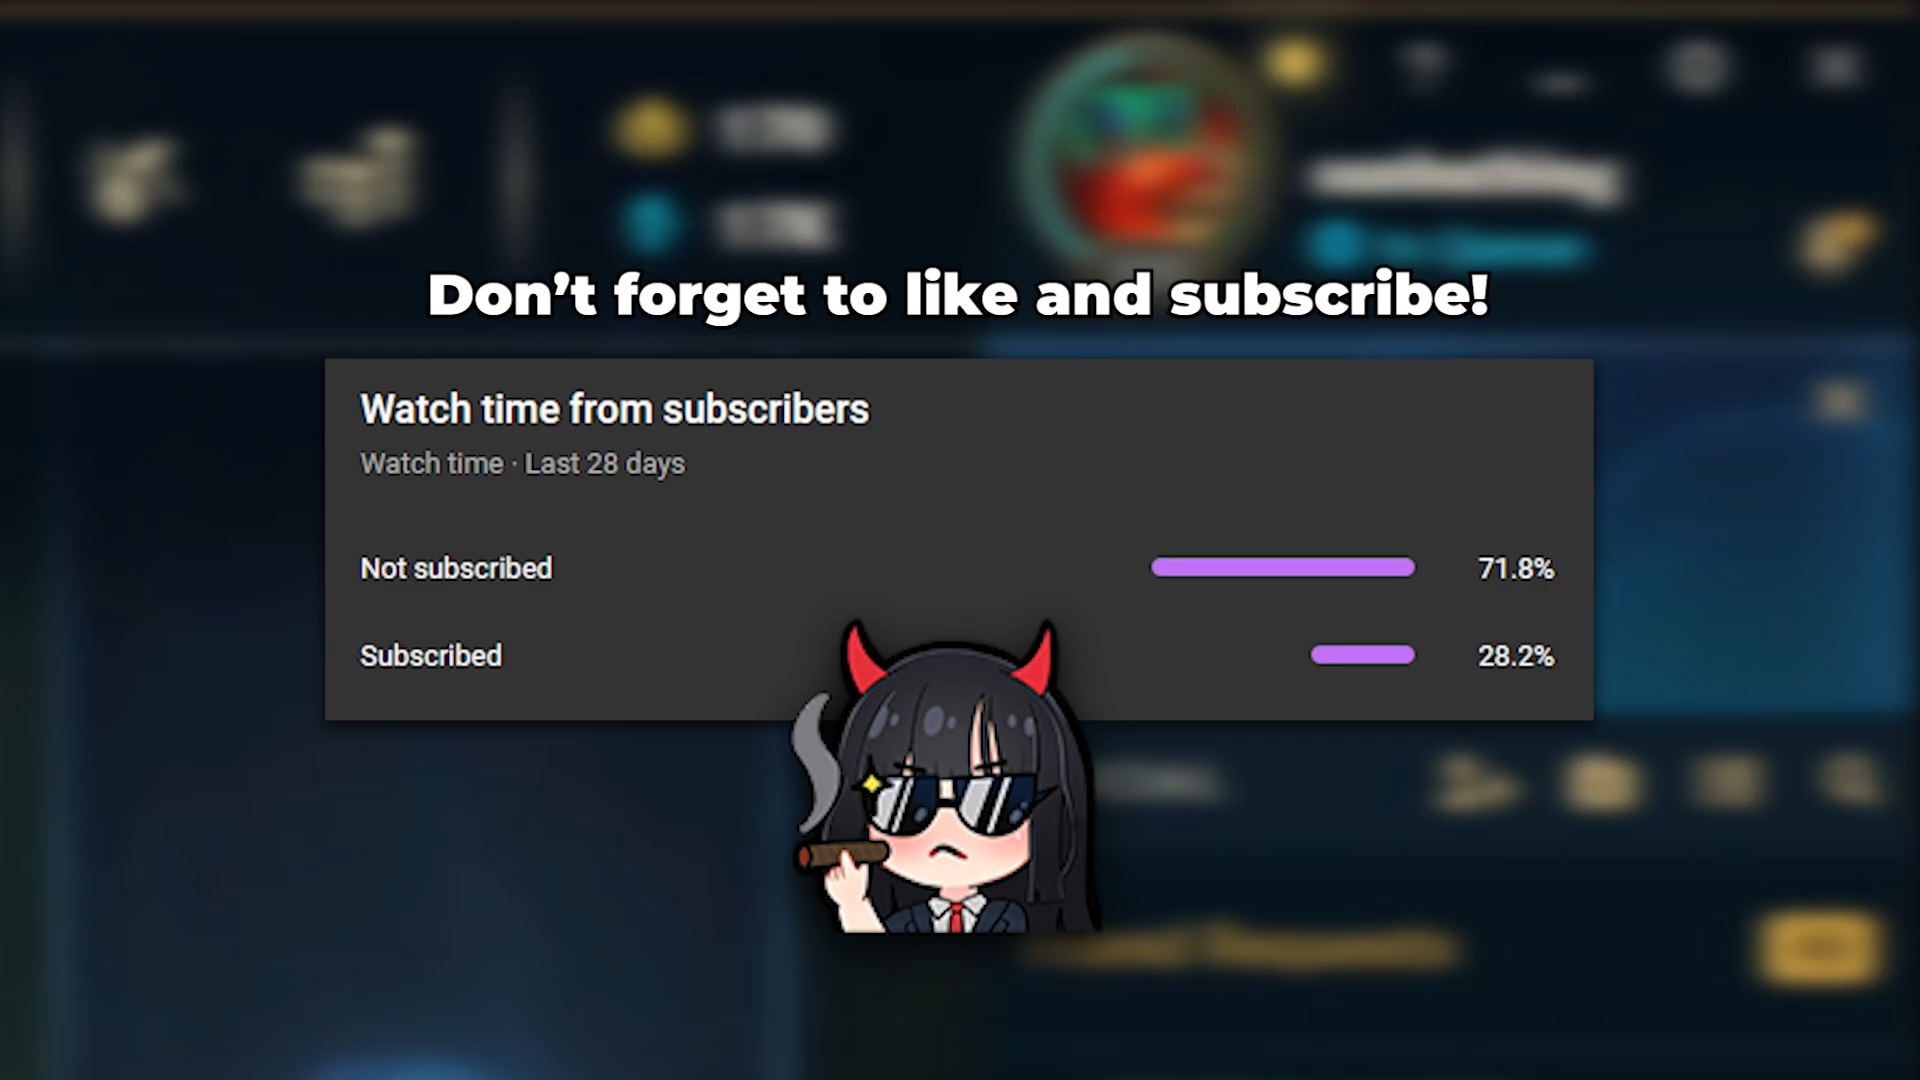 Don’t forget to like and subscribe!
Watch time from subscribers
Watch time · Last 28 days
Not subscribed
71.8%
Subscribed
28.2%